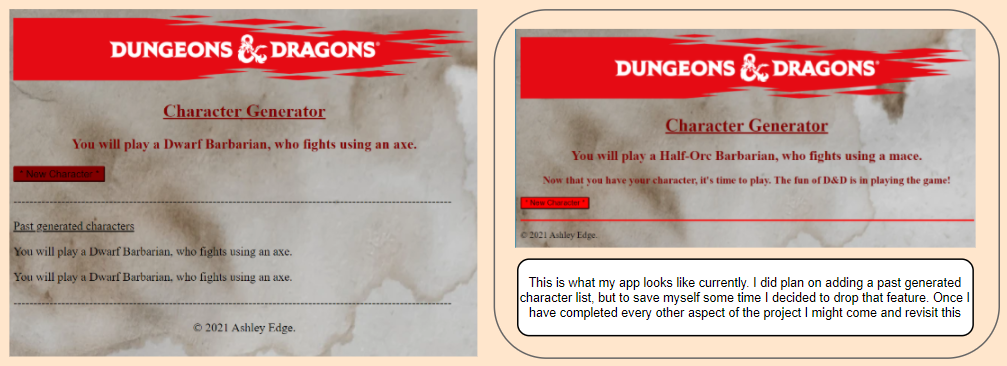 DUNGEONS & DRAGONS
Character Generator
You will play a Dwarf Barbarian, who fights using an axe.
* New Character *
Past generated characters
You will play a Dwarf Barbarian, who fights using an axe.
You will play a Dwarf Barbarian, who fights using an axe.
© 2021 Ashley Edge.
DUNGEONS & DRAGONS
Character Generator
You will play a Half-Orc Barbarian, who fights using a mace.
Now that you have your character, it's time to play. The fun of D&D is in playing the game!
* New Character *
© 2021 Ashley Edge.
This is what my app looks like currently. I did plan on adding a past generated
character list, but to save myself some time I decided to drop that feature. Once I
have completed every other aspect of the project I might come and revisit this